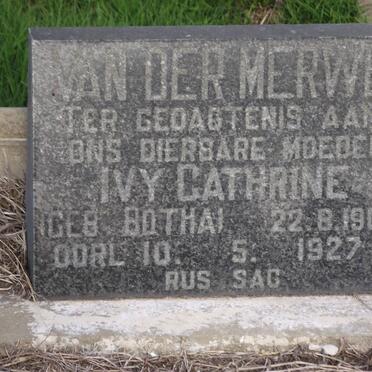 VAN DER MERWE
TER GEDAGTENIS AAN
ONS DIERBARE MOEDER
IVY CATHRINE
(GEB BOTHA) 22.8.19
OORL 10. 5. 1927
RUS SAG